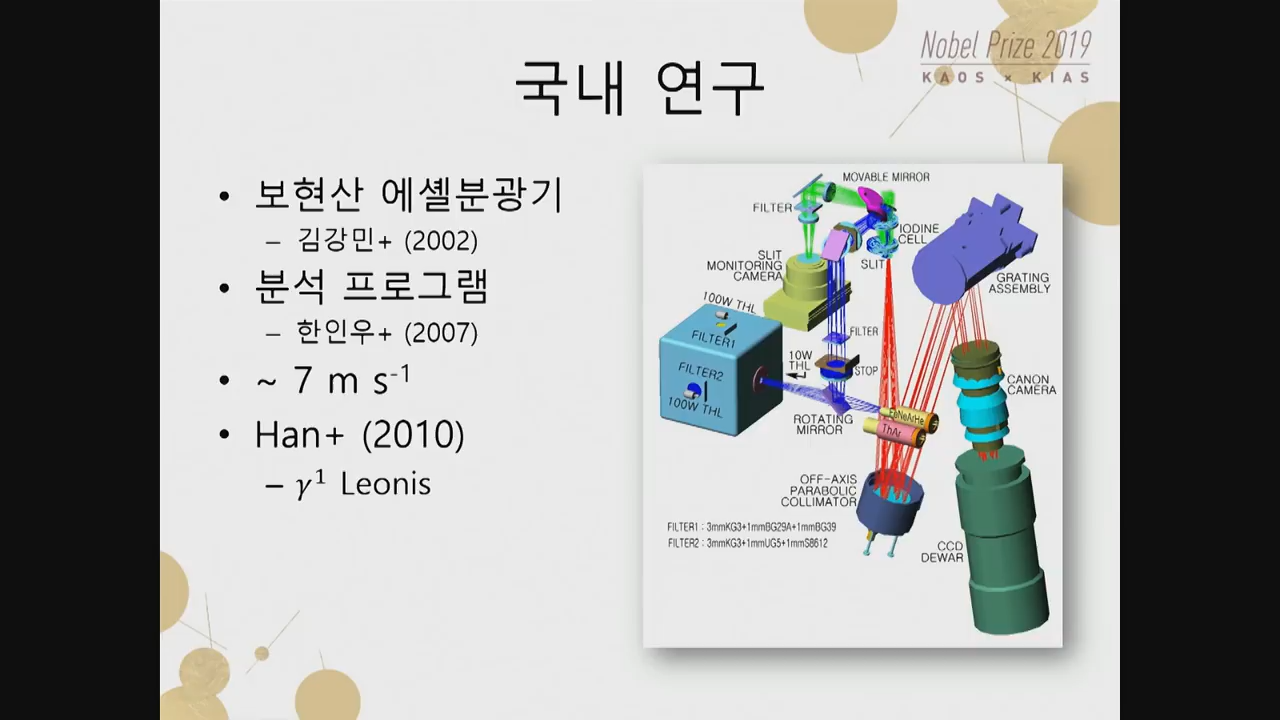 Nobel Prize 2019
KAOS × KIAS
국내 연구
• 보현산 에셸분광기
– 김강민+ (2002)
• 분석 프로그램
– 한인우+ (2007)
• ~ 7 m s⁻¹
• Han+ (2010)
– γ¹ Leonis
MOVABLE MIRROR
FILTER
IODINE
CELL
SLIT
SLIT
MONITORING
CAMERA
GRATING
ASSEMBLY
100W THL
FILTER1
FILTER
10W
THL
STOP
FILTER2
100W THL
CANON
CAMERA
ROTATING
MIRROR
ThAr
OFF-AXIS
PARABOLIC
COLLIMATOR
FILTER1 : 3mmKG3+1mmBG29A+1mmBG39
FILTER2 : 3mmKG3+1mmUG5+1mmS8612
CCD
DEWAR